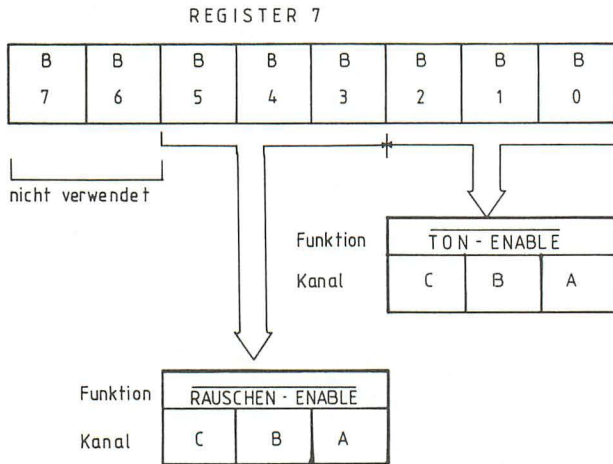 REGISTER 7
B B B B B B B B
7 6 5 4 3 2 1 0
nicht verwendet
Funktion TON - ENABLE
Kanal C B A
Funktion RAUSCHEN - ENABLE
Kanal C B A